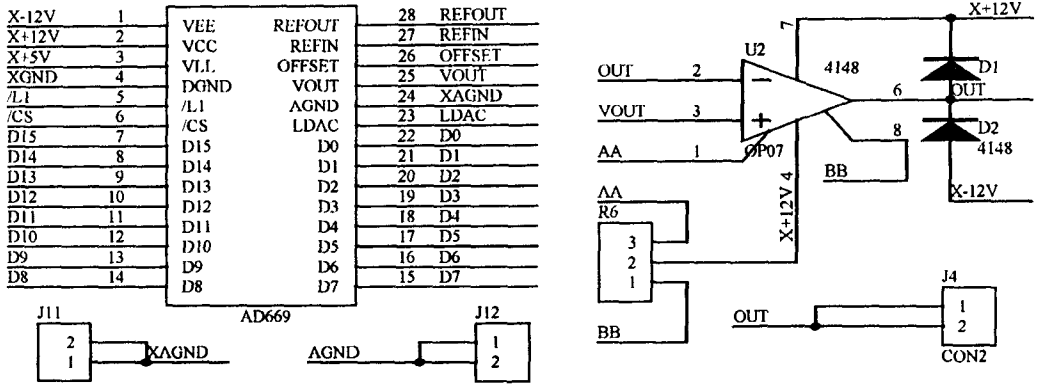 X-12V 1 VEE REFOUT 28 REFOUT
X+12V 2 VCC REFIN 27 REFIN
X+5V 3 VLL OFFSET 26 OFFSET
XGND 4 DGND VOUT 25 VOUT
/L1 5 /L1 AGND 24 XAGND
/CS 6 /CS LDAC 23 LDAC
D15 7 D15 D0 22 D0
D14 8 D14 D1 21 D1
D13 9 D13 D2 20 D2
D12 10 D12 D3 19 D3
D11 11 D11 D4 18 D4
D10 12 D10 D5 17 D5
D9 13 D9 D6 16 D6
D8 14 D8 D7 15 D7
AD669
J11
2
1
XAGND
J12
AGND
1
2
X+12V
7
U2
4148
D1
OUT 2
6 OUT
VOUT 3
D2
4148
8
OP07
AA 1
BB
X+12V 4
X-12V
AA
R6
3
2
1
BB
J4
OUT
1
2
CON2